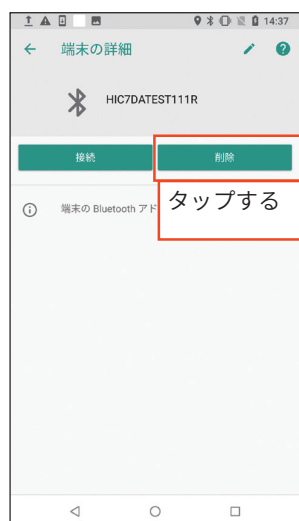 14:37
端末の詳細
HIC7DATEST111R
接続
削除
端末の Bluetooth アド
タップする